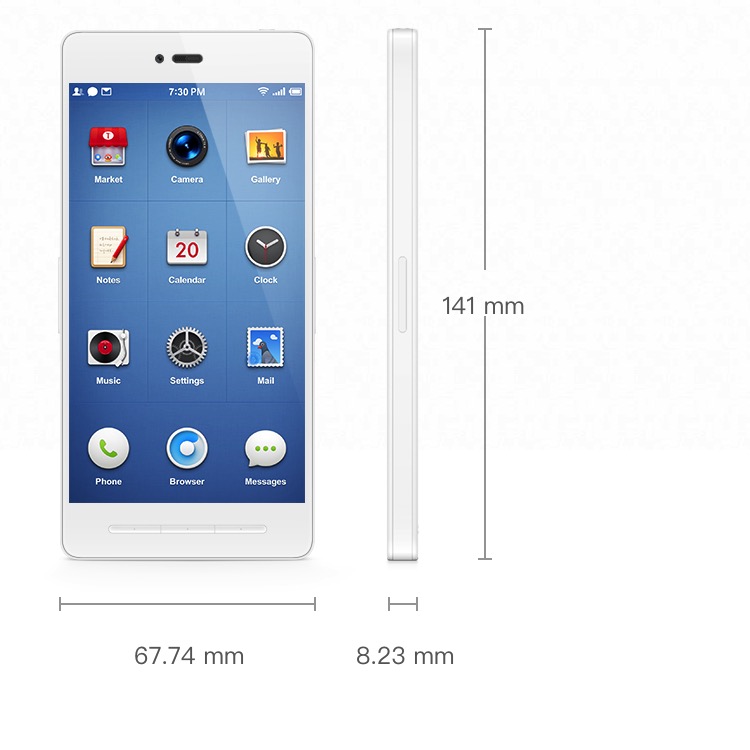 7:30 PM
Market Camera Gallery
20
Notes Calendar Clock
Music Settings Mail
Phone Browser Messages
141 mm
67.74 mm 8.23 mm